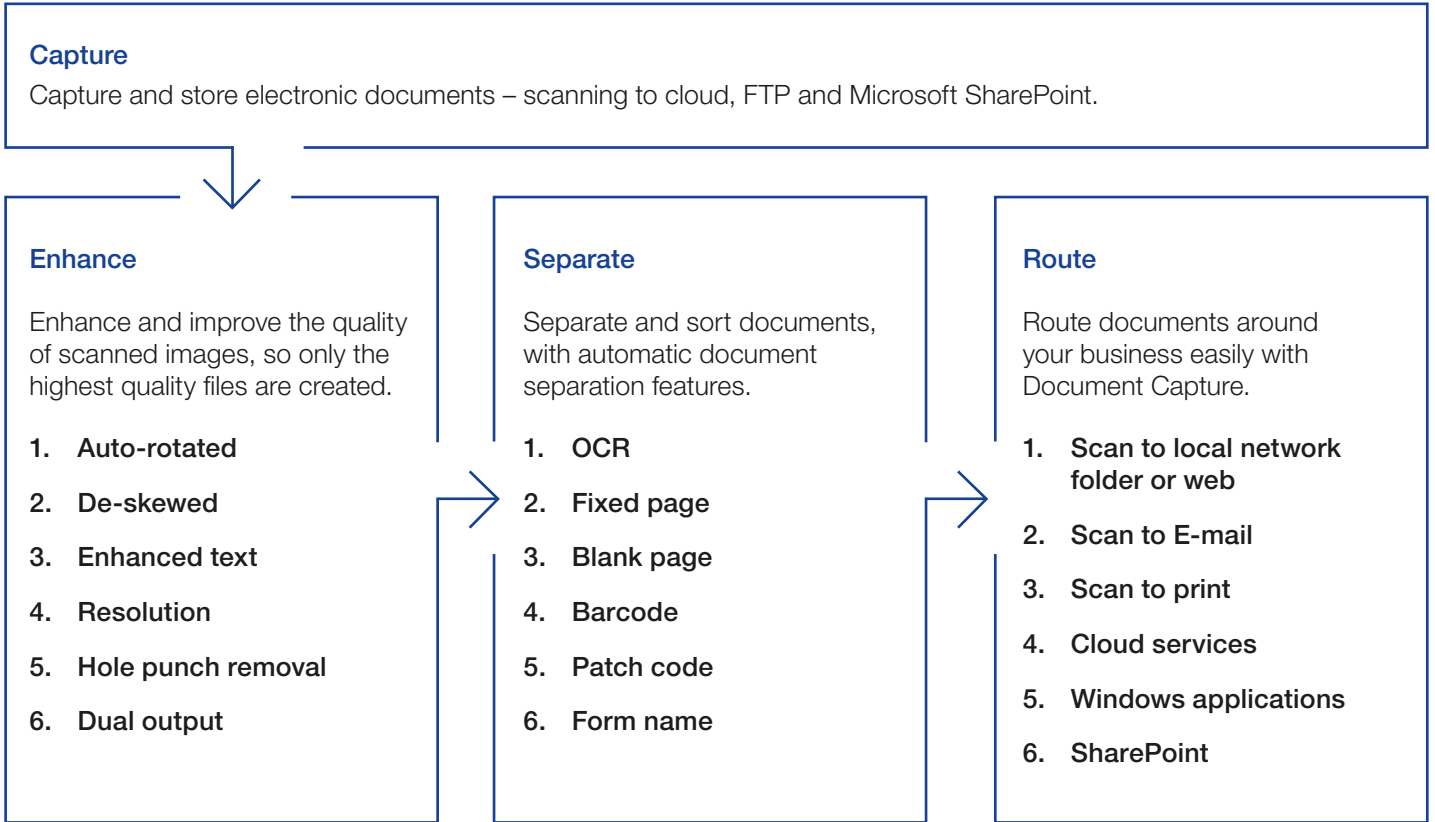 Capture
Capture and store electronic documents – scanning to cloud, FTP and Microsoft SharePoint.
Enhance
Enhance and improve the quality
of scanned images, so only the
highest quality files are created.
1. Auto-rotated
2. De-skewed
3. Enhanced text
4. Resolution
5. Hole punch removal
6. Dual output
Separate
Separate and sort documents,
with automatic document
separation features.
1. OCR
2. Fixed page
3. Blank page
4. Barcode
5. Patch code
6. Form name
Route
Route documents around
your business easily with
Document Capture.
1. Scan to local network
folder or web
2. Scan to E-mail
3. Scan to print
4. Cloud services
5. Windows applications
6. SharePoint